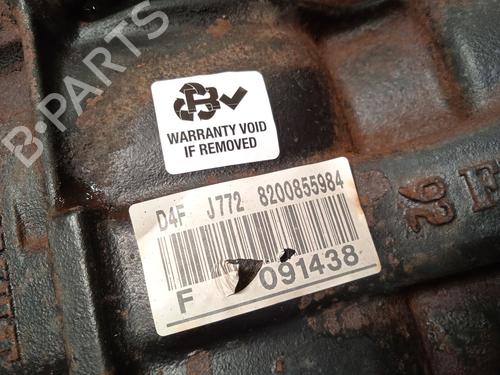 B-PARTS
WARRANTY VOID
IF REMOVED
D4F J772 8200855984
F 091438